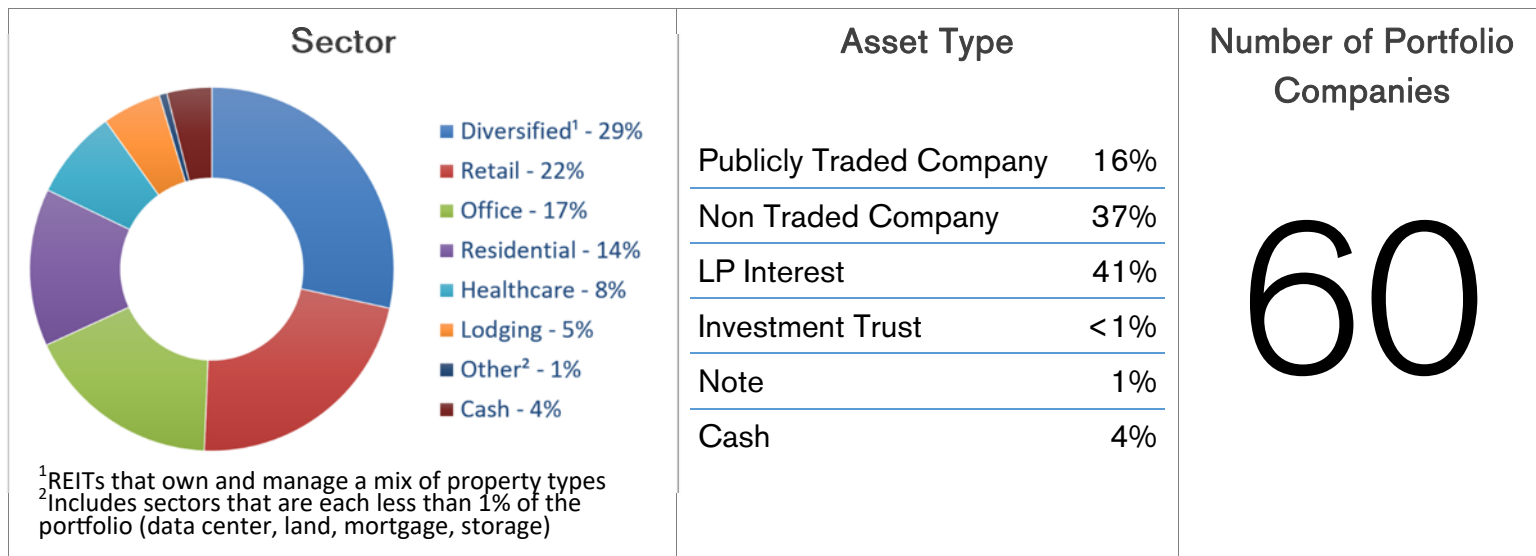 Sector
Diversified¹ - 29%
Retail - 22%
Office - 17%
Residential - 14%
Healthcare - 8%
Lodging - 5%
Other² - 1%
Cash - 4%
¹REITs that own and manage a mix of property types
²Includes sectors that are each less than 1% of the
portfolio (data center, land, mortgage, storage)
Asset Type
Publicly Traded Company 16%
Non Traded Company 37%
LP Interest 41%
Investment Trust <1%
Note 1%
Cash 4%
Number of Portfolio
Companies
60